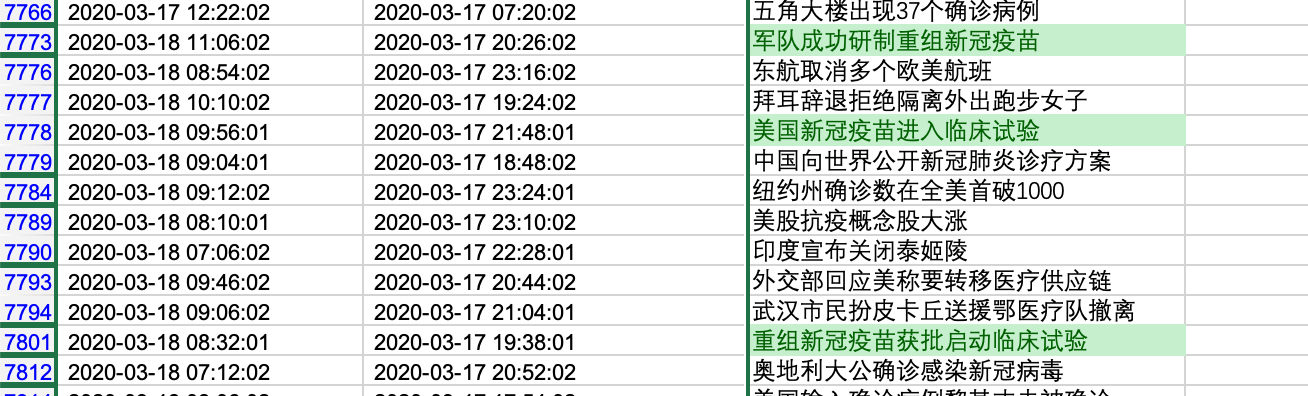 7766 2020-03-17 12:22:02 2020-03-17 07:20:02 五角大楼出现37个确诊病例
7773 2020-03-18 11:06:02 2020-03-17 20:26:02 军队成功研制重组新冠疫苗
7776 2020-03-18 08:54:02 2020-03-17 23:16:02 东航取消多个欧美航班
7777 2020-03-18 10:10:02 2020-03-17 19:24:02 拜耳辞退拒绝隔离外出跑步女子
7778 2020-03-18 09:56:01 2020-03-17 21:48:01 美国新冠疫苗进入临床试验
7779 2020-03-18 09:04:01 2020-03-17 18:48:02 中国向世界公开新冠肺炎诊疗方案
7784 2020-03-18 09:12:02 2020-03-17 23:24:01 纽约州确诊数在全美首破1000
7789 2020-03-18 08:10:01 2020-03-17 23:10:02 美股抗疫概念股大涨
7790 2020-03-18 07:06:02 2020-03-17 22:28:01 印度宣布关闭泰姬陵
7793 2020-03-18 09:46:02 2020-03-17 20:44:02 外交部回应美称要转移医疗供应链
7794 2020-03-18 09:06:02 2020-03-17 21:04:01 武汉市民扮皮卡丘送援鄂医疗队撤离
7801 2020-03-18 08:32:01 2020-03-17 19:38:01 重组新冠疫苗获批启动临床试验
7812 2020-03-18 07:12:02 2020-03-17 20:52:02 奥地利大公确诊感染新冠病毒